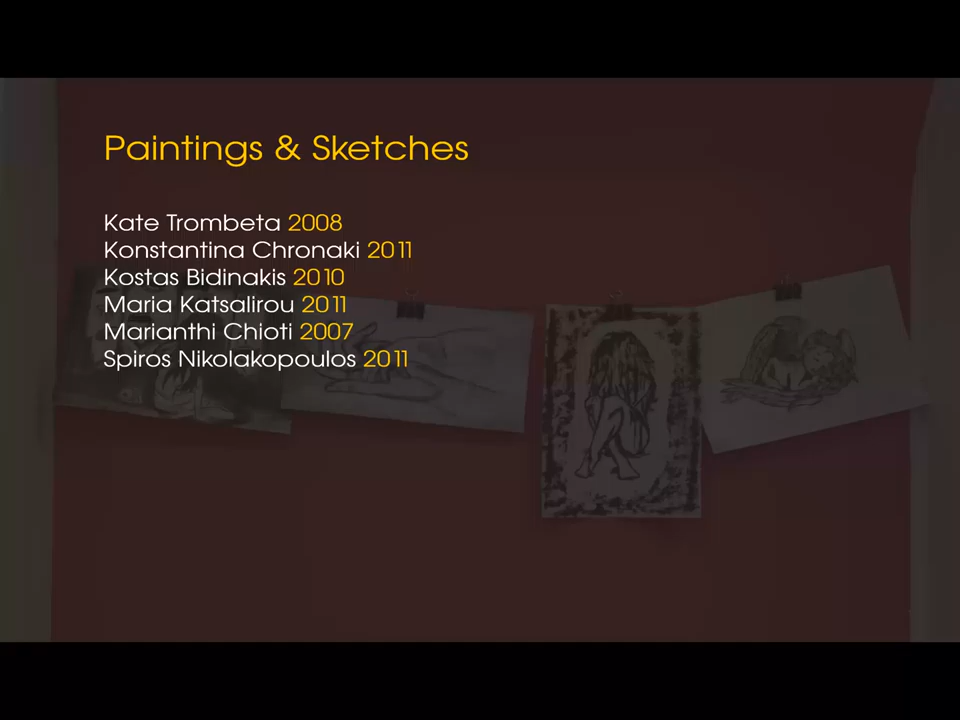 Paintings & Sketches
Kate Trombeta 2008
Konstantina Chronaki 2011
Kostas Bidinakis 2010
Maria Katsalirou 2011
Marianthi Chioti 2007
Spiros Nikolakopoulos 2011